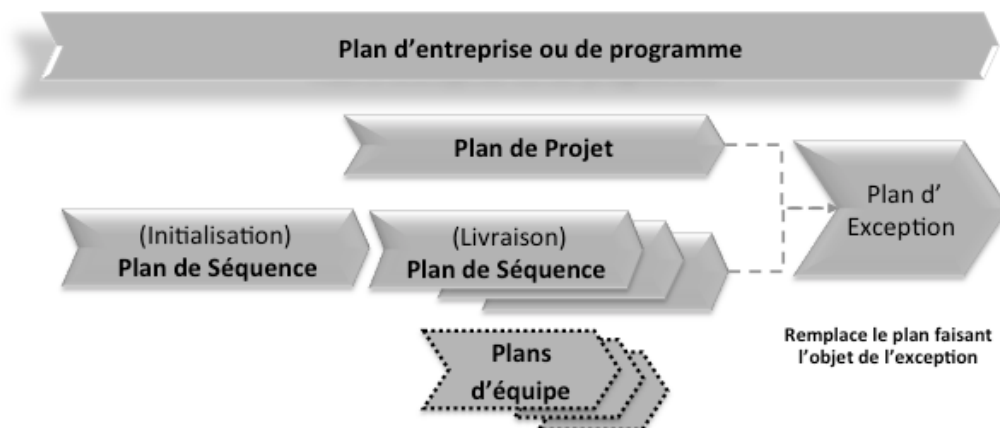 Plan d’entreprise ou de programme
Plan de Projet
Plan d’
Exception
(Initialisation)
Plan de Séquence
(Livraison)
Plan de Séquence
Remplace le plan faisant
l’objet de l’exception
Plans
d’équipe